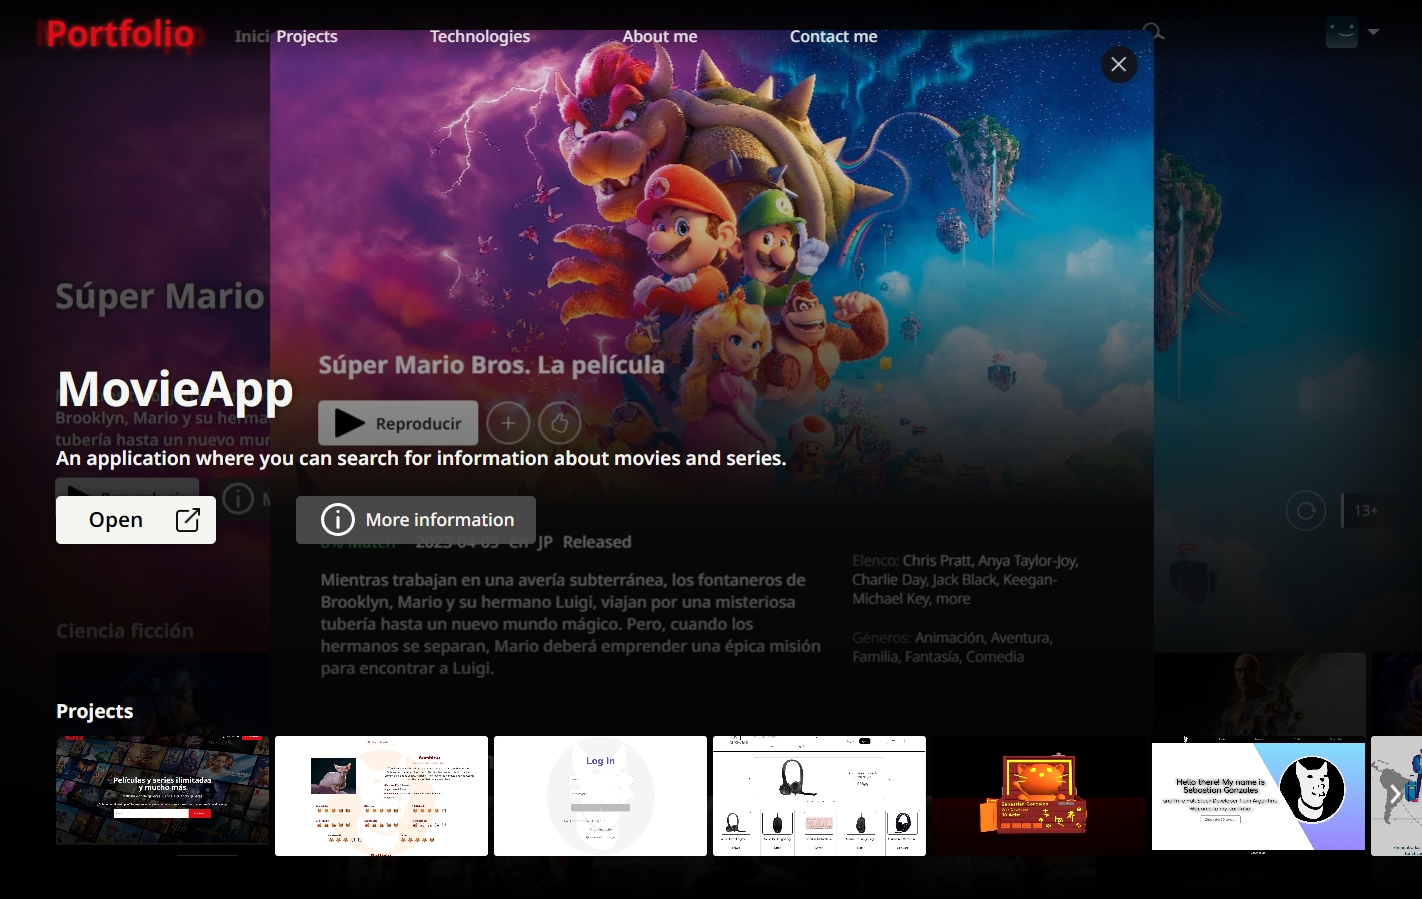 Portfolio
Inici Projects Technologies About me Contact me
Súper Mario
Súper Mario Bros. La película
MovieApp
Brooklyn, Mario y su herma
tubería hasta un nuevo mun
Reproducir
An application where you can search for information about movies and series.
Open
More information
13+
2023-04-05 en JP Released
Mientras trabajan en una avería subterránea, los fontaneros de
Brooklyn, Mario y su hermano Luigi, viajan por una misteriosa
tubería hasta un nuevo mundo mágico. Pero, cuando los
hermanos se separan, Mario deberá emprender una épica misión
para encontrar a Luigi.
Elenco: Chris Pratt, Anya Taylor-Joy,
Charlie Day, Jack Black, Keegan-
Michael Key, more
Géneros: Animación, Aventura,
Familia, Fantasía, Comedia
Ciencia ficción
Projects
Películas y series ilimitadas
y mucho más
Log In
Hello there! My name is
Sebastian Gonzales